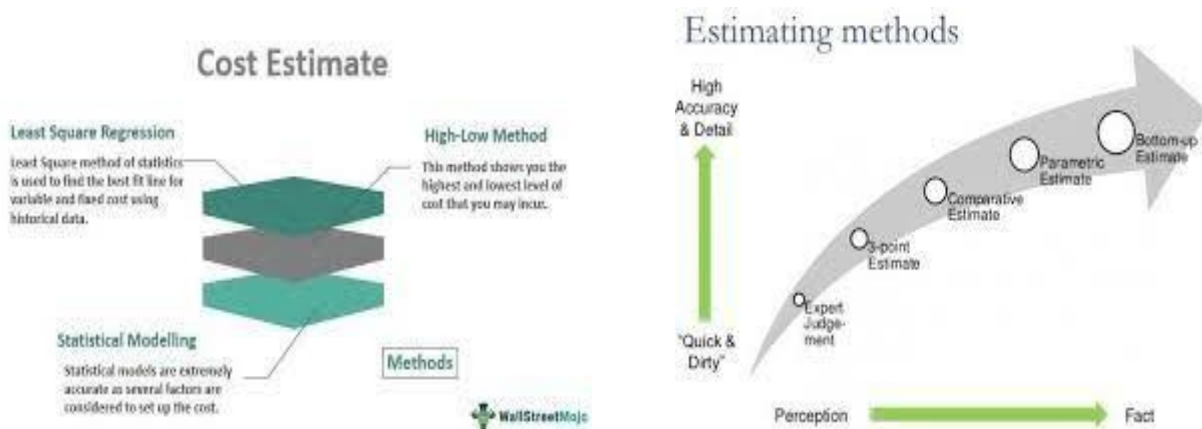 Cost Estimate
Least Square Regression
Least Square method of statistics
is used to find the best fit line for
variable and fixed cost using
historical data.
High-Low Method
This method shows you the
highest and lowest level of
cost that you may incur.
Statistical Modelling
Statistical models are extremely
accurate as several factors are
considered to set up the cost.
Methods
WallStreetMojo
Estimating methods
High
Accuracy
& Detail
"Quick &
Dirty"
Bottom-up
Estimate
Parametric
Estimate
Comparative
Estimate
3-point
Estimate
Expert
Judge-
ment
Perception
Fact